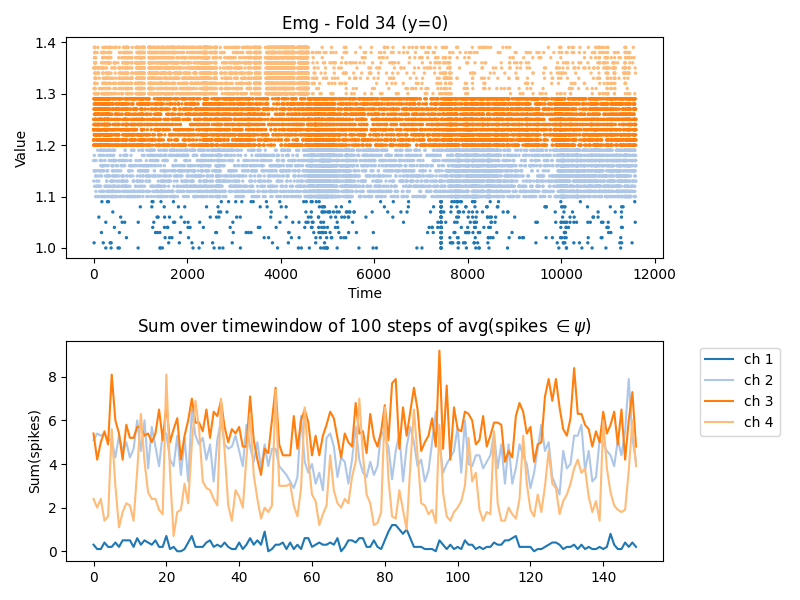 Emg - Fold 34 (y=0)
Value
1.4
1.3
1.2
1.1
1.0
0 2000 4000 6000 8000 10000 12000
Time
Sum over timewindow of 100 steps of avg(spikes ∈ ψ)
Sum(spikes)
8
6
4
2
0
0 20 40 60 80 100 120 140
ch 1
ch 2
ch 3
ch 4